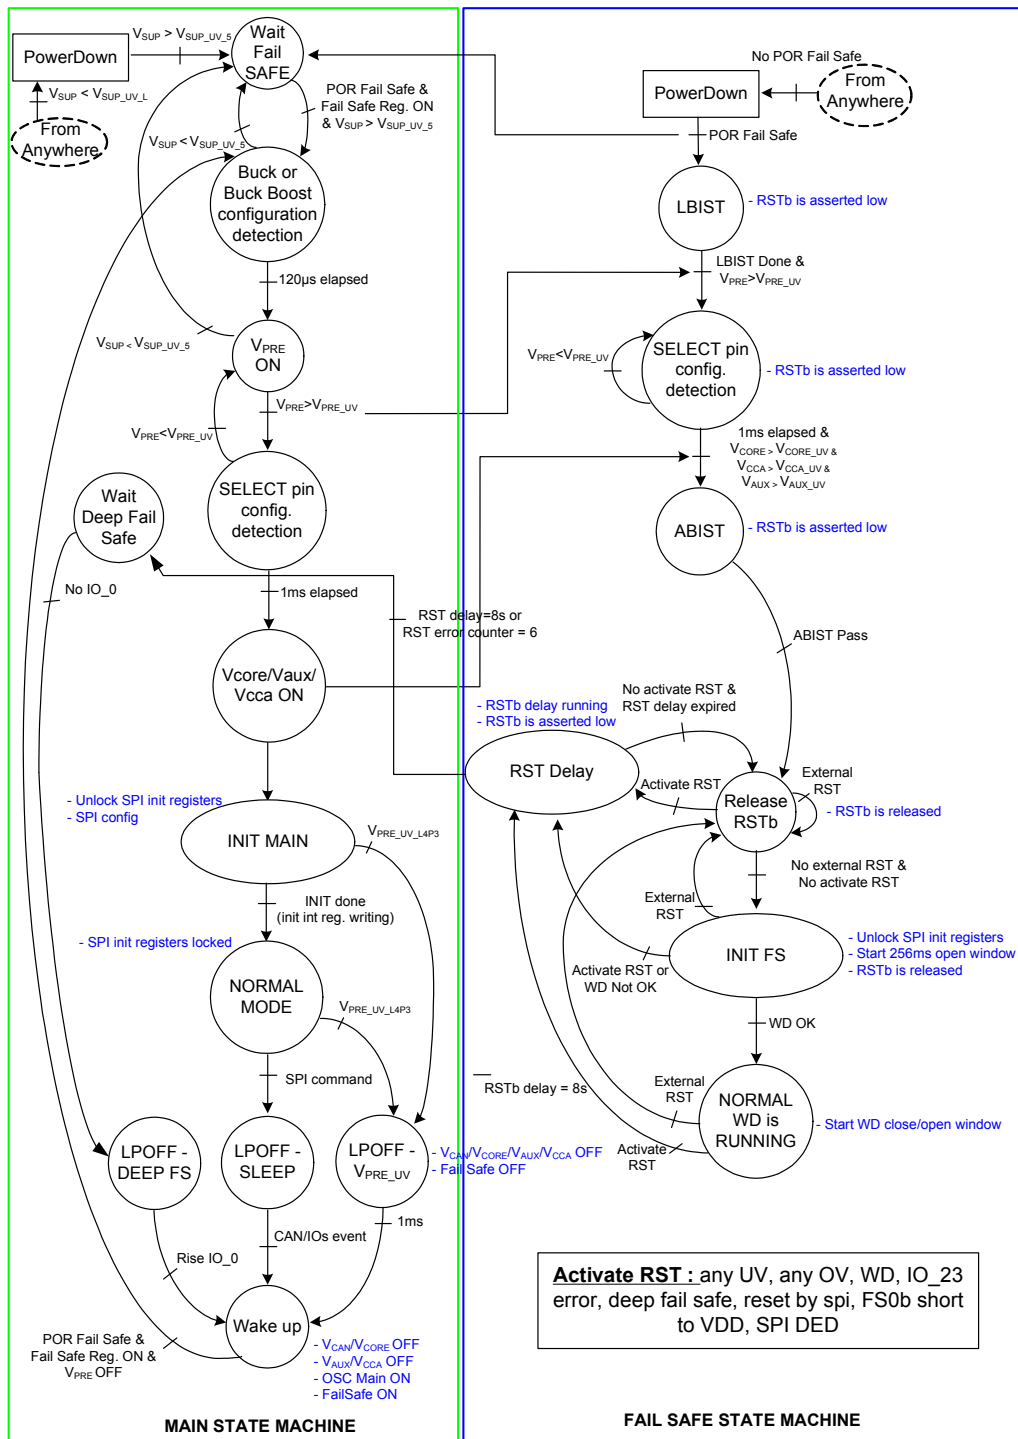 PowerDown
VSUP > VSUP_UV_5
Wait
Fail
SAFE
VSUP < VSUP_UV_L
From
Anywhere
POR Fail Safe &
Fail Safe Reg. ON
& VSUP > VSUP_UV_5
VSUP < VSUP_UV_5
Buck or
Buck Boost
configuration
detection
120µs elapsed
VSUP < VSUP_UV_5
VPRE
ON
VPRE>VPRE_UV
VPRE<VPRE_UV
SELECT pin
config.
detection
Wait
Deep Fail
Safe
No IO_0
1ms elapsed
RST delay=8s or
RST error counter = 6
Vcore/Vaux/
Vcca ON
- Unlock SPI init registers
- SPI config
INIT MAIN
VPRE_UV_L4P3
INIT done
(init int reg. writing)
- SPI init registers locked
NORMAL
MODE
VPRE_UV_L4P3
SPI command
LPOFF -
DEEP FS
LPOFF -
SLEEP
LPOFF -
VPRE_UV
- VCAN/VCORE/VAUX/VCCA OFF
- Fail Safe OFF
1ms
CAN/IOs event
Rise IO_0
Wake up
POR Fail Safe &
Fail Safe Reg. ON &
VPRE OFF
- VCAN/VCORE OFF
- VAUX/VCCA OFF
- OSC Main ON
- FailSafe ON
MAIN STATE MACHINE
No POR Fail Safe
PowerDown
From
Anywhere
POR Fail Safe
LBIST
- RSTb is asserted low
LBIST Done &
VPRE>VPRE_UV
VPRE<VPRE_UV
SELECT pin
config.
detection
- RSTb is asserted low
1ms elapsed &
VCORE > VCORE_UV &
VCCA > VCCA_UV &
VAUX > VAUX_UV
ABIST
- RSTb is asserted low
ABIST Pass
No activate RST &
RST delay expired
- RSTb delay running
- RSTb is asserted low
RST Delay
Activate RST
External
RST
Release
RSTb
- RSTb is released
No external RST &
No activate RST
External
RST
INIT FS
- Unlock SPI init registers
- Start 256ms open window
- RSTb is released
Activate RST or
WD Not OK
WD OK
RSTb delay = 8s
External
RST
NORMAL
WD is
RUNNING
- Start WD close/open window
Activate
RST
Activate RST : any UV, any OV, WD, IO_23
error, deep fail safe, reset by spi, FS0b short
to VDD, SPI DED
FAIL SAFE STATE MACHINE